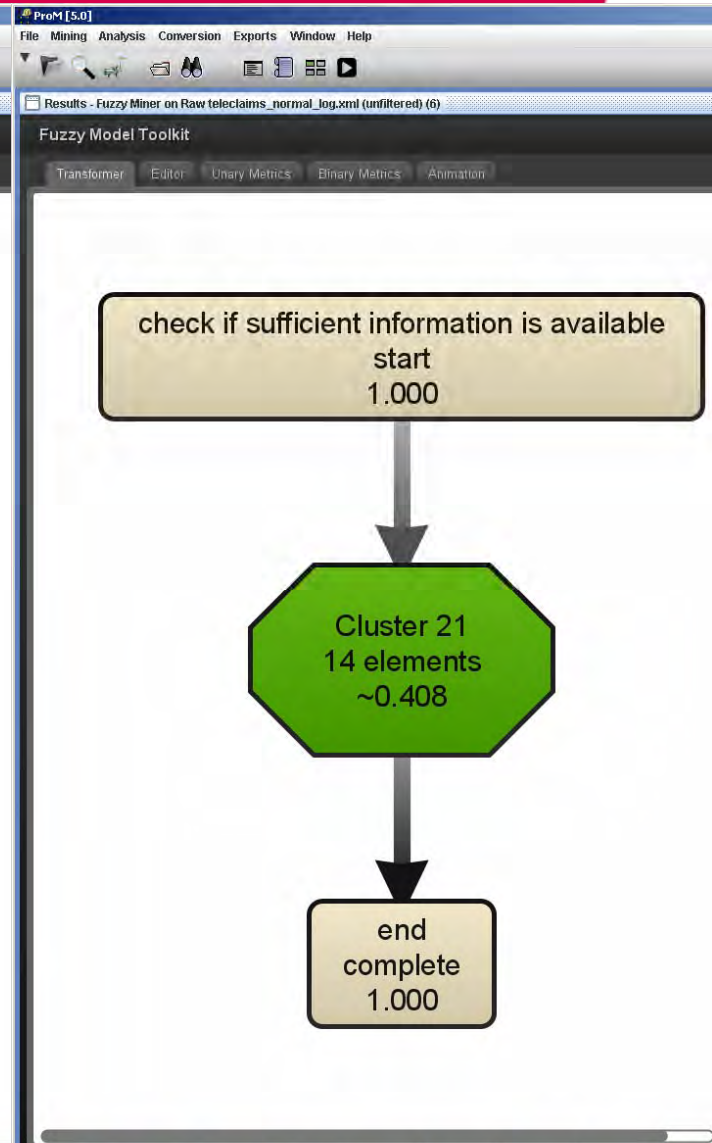 ProM [5.0]
File Mining Analysis Conversion Exports Window Help
Results - Fuzzy Miner on Raw teleclaims_normal_log.xml (unfiltered) (6)
Fuzzy Model Toolkit
Transformer Editor Unary Metrics Binary Metrics Animation
check if sufficient information is available
start
1.000
Cluster 21
14 elements
~0.408
end
complete
1.000